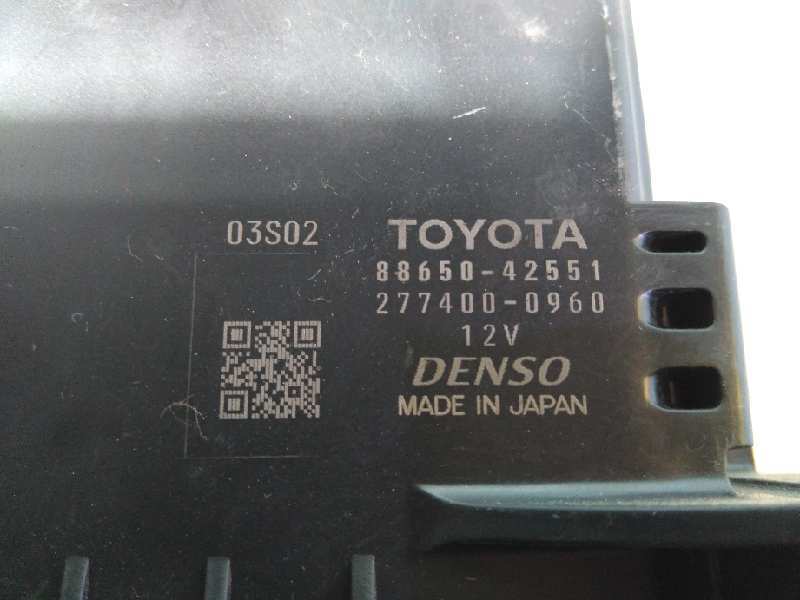 03S02
TOYOTA
88650-42551
277400-0960
12V
DENSO
MADE IN JAPAN